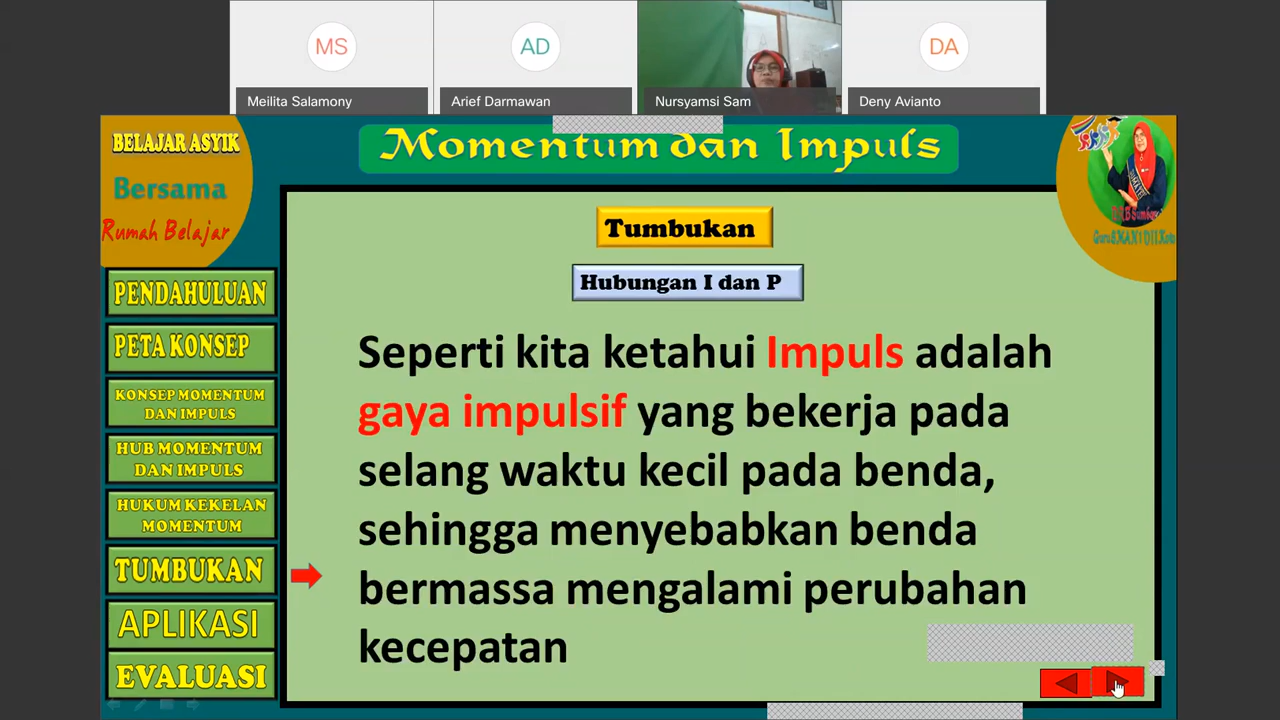 MS
AD
DA
Meilita Salamony
Arief Darmawan
Nursyamsi Sam
Deny Avianto
BELAJAR ASYIK
Bersama
Rumah Belajar
Momentum dan Impuls
Tumbukan
Hubungan I dan P
PENDAHULUAN
PETA KONSEP
KONSEP MOMENTUM
DAN IMPULS
HUB MOMENTUM
DAN IMPULS
HUKUM KEKELAN
MOMENTUM
TUMBUKAN
APLIKASI
EVALUASI
Seperti kita ketahui Impuls adalah
gaya impulsif yang bekerja pada
selang waktu kecil pada benda,
sehingga menyebabkan benda
bermassa mengalami perubahan
kecepatan